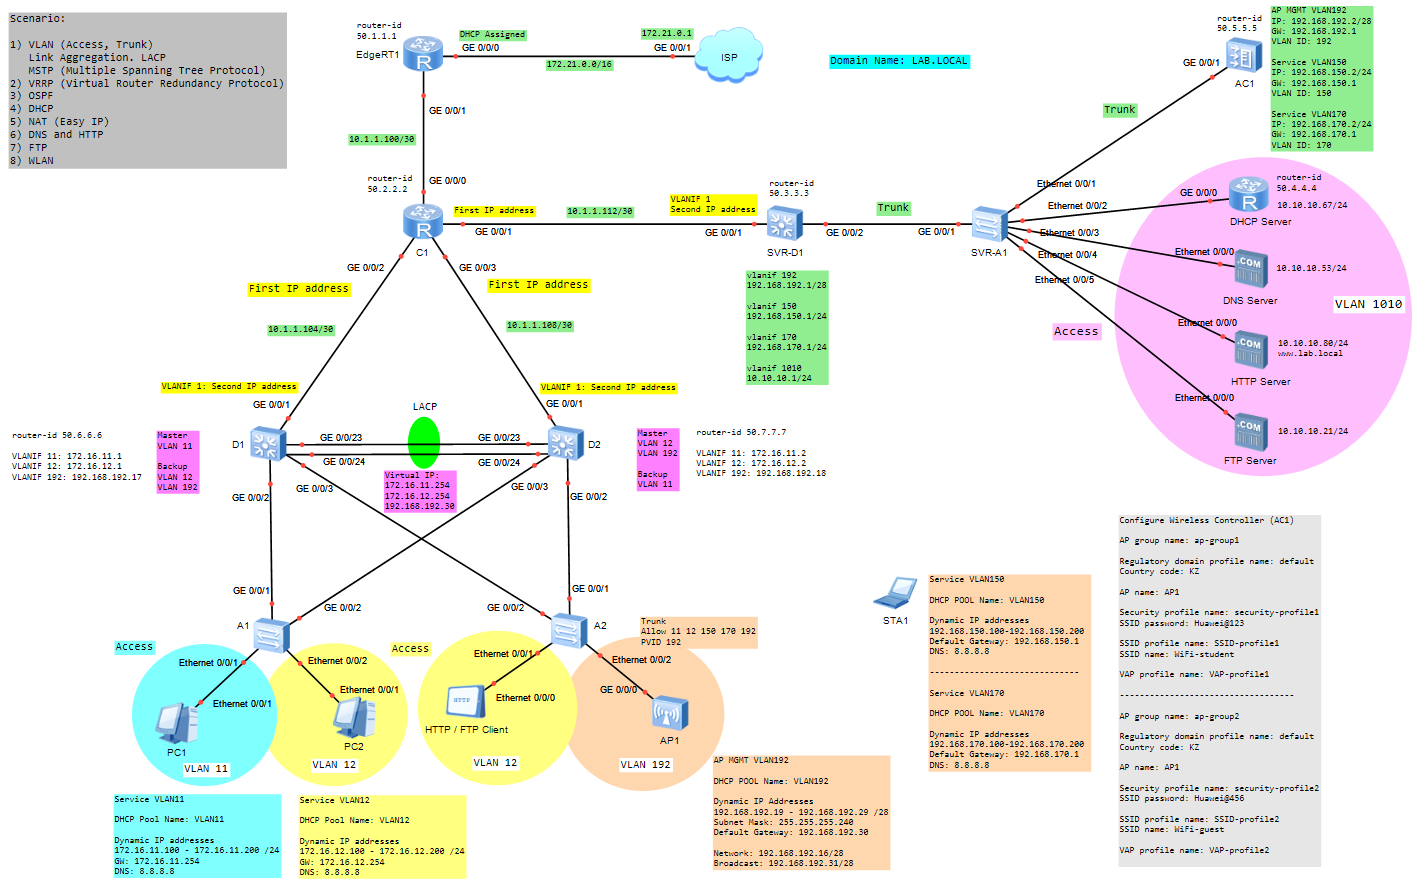 Scenario:
1) VLAN (Access, Trunk)
Link Aggregation. LACP
MSTP (Multiple Spanning Tree Protocol)
2) VRRP (Virtual Router Redundancy Protocol)
3) OSPF
4) DHCP
5) NAT (Easy IP)
6) DNS and HTTP
7) FTP
8) WLAN
router-id
50.1.1.1
EdgeRT1
R
DHCP Assigned
GE 0/0/0
172.21.0.1
GE 0/0/1
172.21.0.0/16
ISP
Domain Name: LAB.LOCAL
router-id
50.5.5.5
GE 0/0/1
AC1
AP MGMT VLAN192
IP: 192.168.192.2/28
GW: 192.168.192.1
VLAN ID: 192
Service VLAN150
IP: 192.168.150.2/24
GW: 192.168.150.1
VLAN ID: 150
Service VLAN170
IP: 192.168.170.2/24
GW: 192.168.170.1
VLAN ID: 170
GE 0/0/1
10.1.1.100/30
Trunk
router-id
50.2.2.2
GE 0/0/0
R
C1
First IP address
GE 0/0/1
10.1.1.112/30
VLANIF 1
Second IP address
GE 0/0/1
router-id
50.3.3.3
SVR-D1
GE 0/0/2
Trunk
GE 0/0/1
SVR-A1
Ethernet 0/0/1
Ethernet 0/0/2
Ethernet 0/0/3
Ethernet 0/0/4
Ethernet 0/0/5
GE 0/0/0
R
router-id
50.4.4.4
10.10.10.67/24
DHCP Server
Ethernet 0/0/0
.COM
10.10.10.53/24
DNS Server
VLAN 1010
Access
Ethernet 0/0/0
.COM
10.10.10.80/24
www.lab.local
HTTP Server
Ethernet 0/0/0
.COM
10.10.10.21/24
FTP Server
vlanif 192
192.168.192.1/28
vlanif 150
192.168.150.1/24
vlanif 170
192.168.170.1/24
vlanif 1010
10.10.10.1/24
GE 0/0/2
GE 0/0/3
First IP address
First IP address
10.1.1.104/30
10.1.1.108/30
VLANIF 1: Second IP address
VLANIF 1: Second IP address
GE 0/0/1
GE 0/0/1
LACP
router-id 50.6.6.6
VLANIF 11: 172.16.11.1
VLANIF 12: 172.16.12.1
VLANIF 192: 192.168.192.17
Master
VLAN 11
Backup
VLAN 12
VLAN 192
D1
GE 0/0/23
GE 0/0/23
GE 0/0/24
GE 0/0/24
D2
Virtual IP:
172.16.11.254
172.16.12.254
192.168.192.30
Master
VLAN 12
VLAN 192
Backup
VLAN 11
router-id 50.7.7.7
VLANIF 11: 172.16.11.2
VLANIF 12: 172.16.12.2
VLANIF 192: 192.168.192.18
GE 0/0/2
GE 0/0/3
GE 0/0/3
GE 0/0/2
GE 0/0/1
GE 0/0/2
A1
GE 0/0/2
GE 0/0/1
A2
Access
Ethernet 0/0/1
Ethernet 0/0/1
PC1
VLAN 11
Ethernet 0/0/2
Ethernet 0/0/1
PC2
VLAN 12
Access
Ethernet 0/0/1
HTTP
Ethernet 0/0/0
HTTP / FTP Client
VLAN 12
Trunk
Allow 11 12 150 170 192
PVID 192
Ethernet 0/0/2
GE 0/0/0
AP1
VLAN 192
STA1
Service VLAN11
DHCP Pool Name: VLAN11
Dynamic IP addresses
172.16.11.100 - 172.16.11.200 /24
GW: 172.16.11.254
DNS: 8.8.8.8
Service VLAN12
DHCP Pool Name: VLAN12
Dynamic IP addresses
172.16.12.100 - 172.16.12.200 /24
GW: 172.16.12.254
DNS: 8.8.8.8
AP MGMT VLAN192
DHCP POOL Name: VLAN192
Dynamic IP Addresses
192.168.192.19 - 192.168.192.29 /28
Subnet Mask: 255.255.255.240
Default Gateway: 192.168.192.30
Network: 192.168.192.16/28
Broadcast: 192.168.192.31/28
Service VLAN150
DHCP POOL Name: VLAN150
Dynamic IP addresses
192.168.150.100-192.168.150.200
Default Gateway: 192.168.150.1
DNS: 8.8.8.8
------------------------------
Service VLAN170
DHCP POOL Name: VLAN170
Dynamic IP addresses
192.168.170.100-192.168.170.200
Default Gateway: 192.168.170.1
DNS: 8.8.8.8
Configure Wireless Controller (AC1)
AP group name: ap-group1
Regulatory domain profile name: default
Country code: KZ
AP name: AP1
Security profile name: security-profile1
SSID password: Huawei@123
SSID profile name: SSID-profile1
SSID name: WiFi-student
VAP profile name: VAP-profile1
-----------------------------------
AP group name: ap-group2
Regulatory domain profile name: default
Country code: KZ
AP name: AP1
Security profile name: security-profile2
SSID password: Huawei@456
SSID profile name: SSID-profile2
SSID name: WiFi-guest
VAP profile name: VAP-profile2